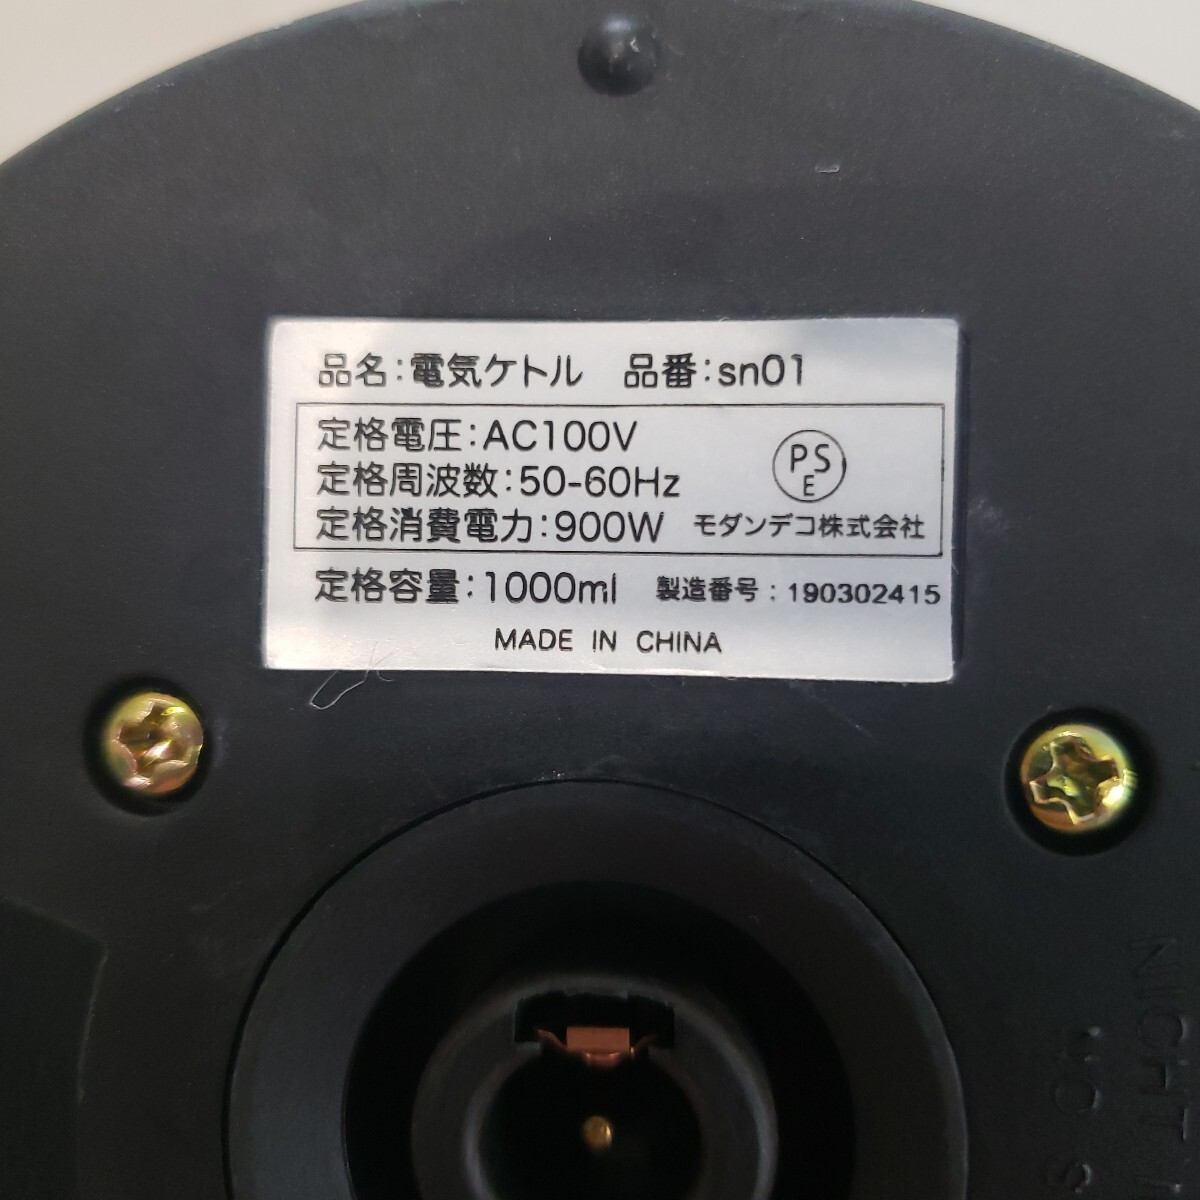 品名:電気ケトル 品番:sn01
定格電圧:AC100V
定格周波数:50-60Hz
定格消費電力:900W
PS
E
モダンデコ株式会社
定格容量:1000ml 製造番号:190302415
MADE IN CHINA